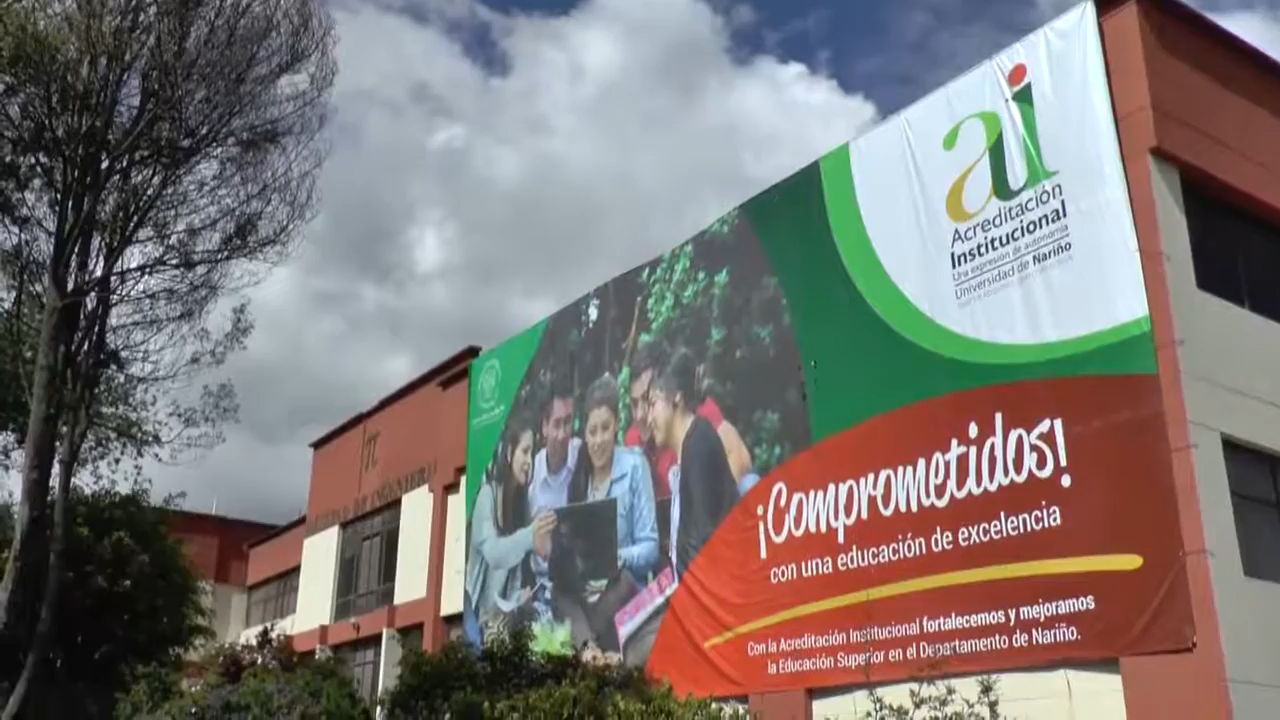 ai
Acreditación
Institucional
Una expresión de autonomía
Universidad de Nariño
¡Comprometidos!
con una educación de excelencia
Con la Acreditación Institucional fortalecemos y mejoramos
la Educación Superior en el Departamento de Nariño.
π